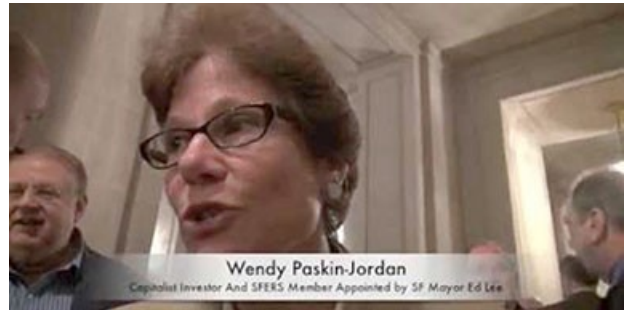 Wendy Paskin-Jordan
Capitalist Investor And SFERS Member Appointed by SF Mayor Ed Lee